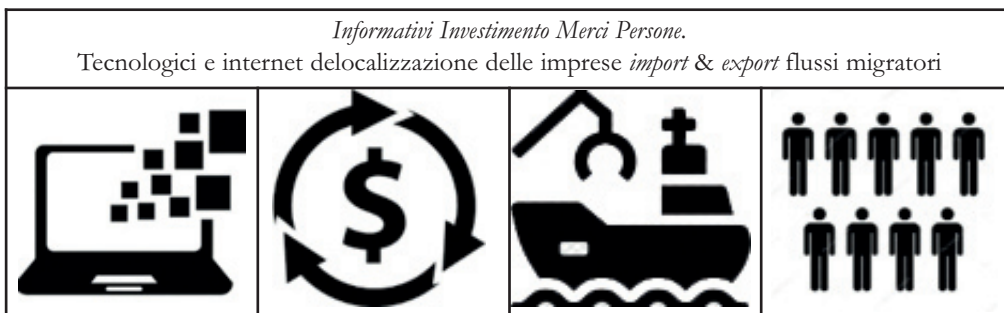 Informativi Investimento Merci Persone.
Tecnologici e internet delocalizzazione delle imprese import & export flussi migratori
$